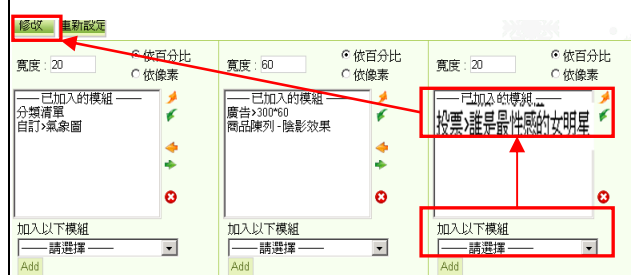 修改 重新設定
寬度 : 20 依百分比 依像素
已加入的模組
分類清單
自訂>氣象圖
加入以下模組
請選擇
Add
寬度 : 60 依百分比 依像素
已加入的模組
廣告>300*60
商品陳列-陰影效果
加入以下模組
請選擇
Add
寬度 : 20 依百分比 依像素
已加入的模組
投票>誰是最性感的女明星
加入以下模組
請選擇
Add